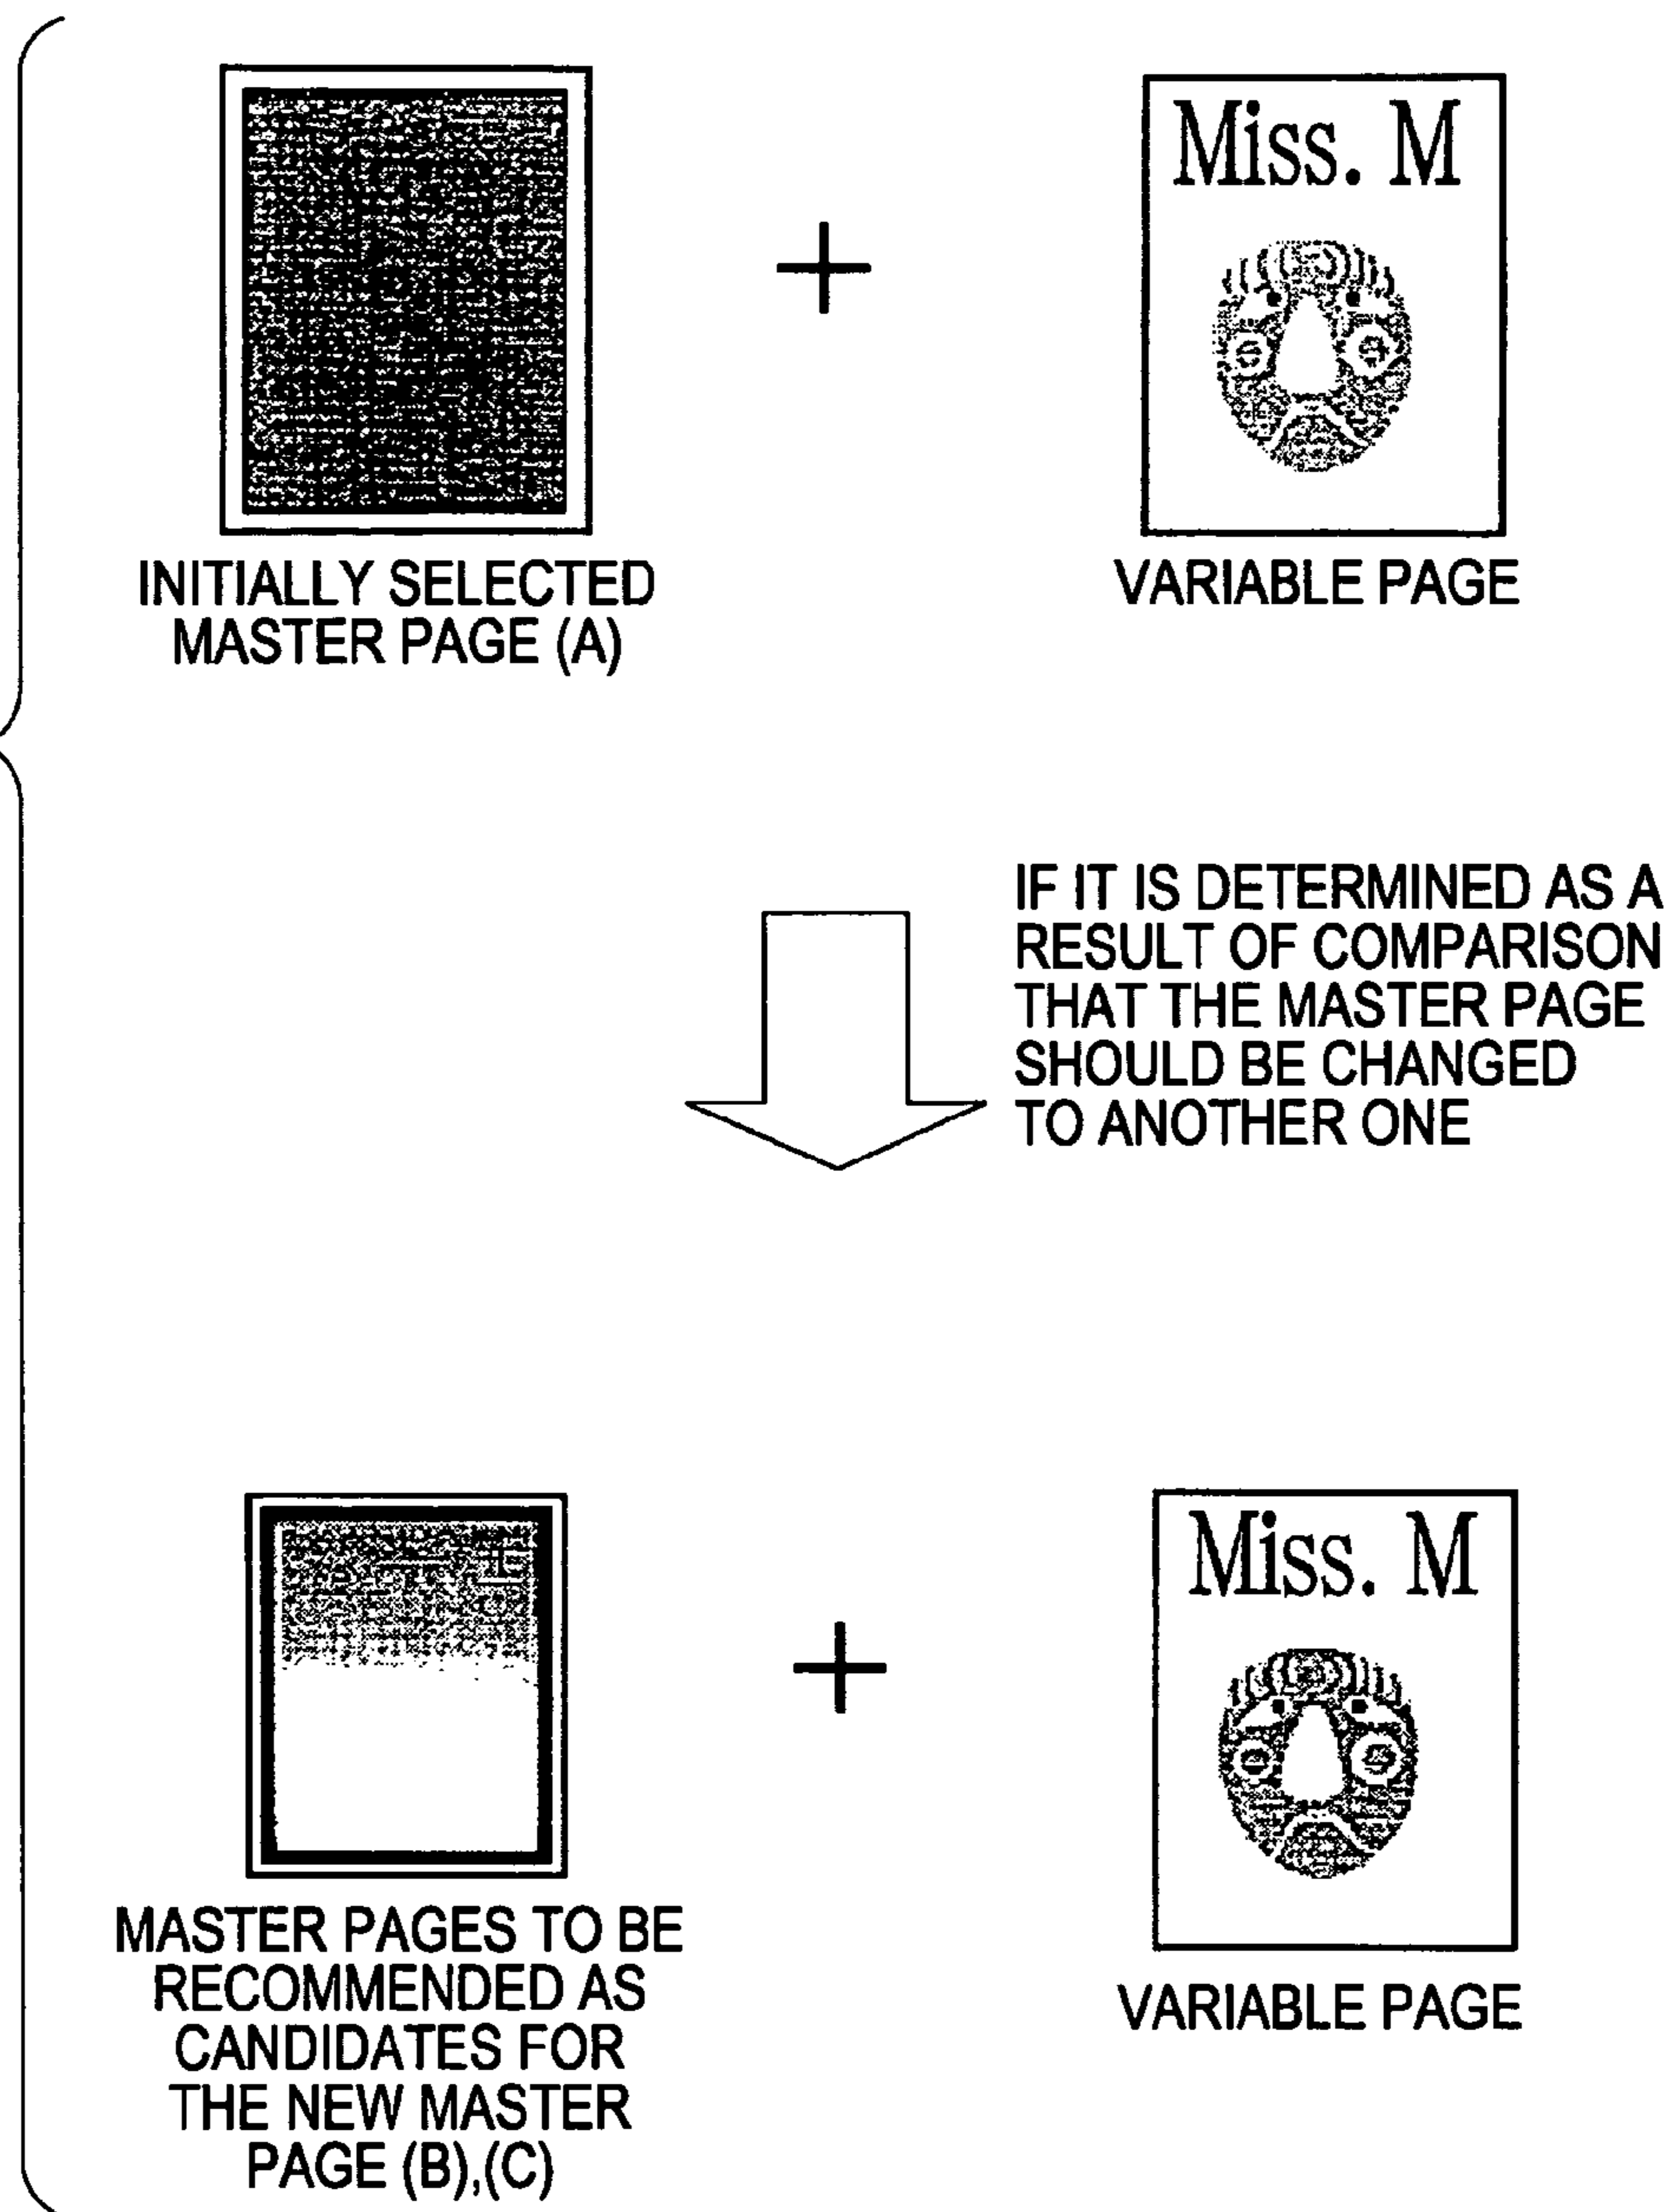 Miss. M
INITIALLY SELECTED
MASTER PAGE (A)
VARIABLE PAGE
IF IT IS DETERMINED AS A
RESULT OF COMPARISON
THAT THE MASTER PAGE
SHOULD BE CHANGED
TO ANOTHER ONE
Miss. M
MASTER PAGES TO BE
RECOMMENDED AS
CANDIDATES FOR
THE NEW MASTER
PAGE (B),(C)
VARIABLE PAGE